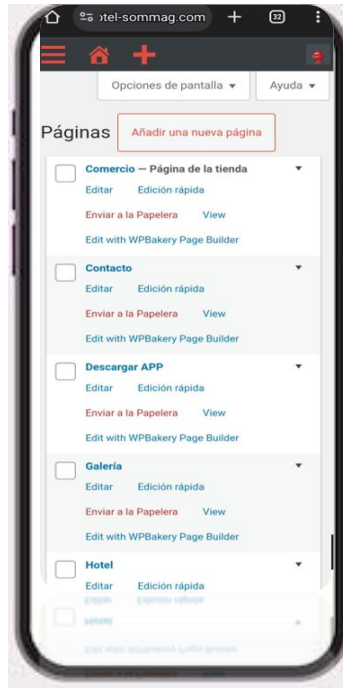 otel-sommag.com + 32
Opciones de pantalla Ayuda
Páginas Añadir una nueva página
Comercio — Página de la tienda
Editar Edición rápida
Enviar a la Papelera View
Edit with WPBakery Page Builder
Contacto
Editar Edición rápida
Enviar a la Papelera View
Edit with WPBakery Page Builder
Descargar APP
Editar Edición rápida
Enviar a la Papelera View
Edit with WPBakery Page Builder
Galería
Editar Edición rápida
Enviar a la Papelera View
Edit with WPBakery Page Builder
Hotel
Editar Edición rápida